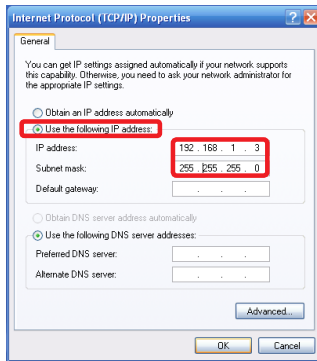 Internet Protocol (TCP/IP) Properties
General
You can get IP settings assigned automatically if your network supports
this capability. Otherwise, you need to ask your network administrator for
the appropriate IP settings.
Obtain an IP address automatically
Use the following IP address:
IP address: 192 . 168 . 1 . 3
Subnet mask: 255 . 255 . 255 . 0
Default gateway: . . .
Obtain DNS server address automatically
Use the following DNS server addresses:
Preferred DNS server: . . .
Alternate DNS server: . . .
Advanced...
OK Cancel